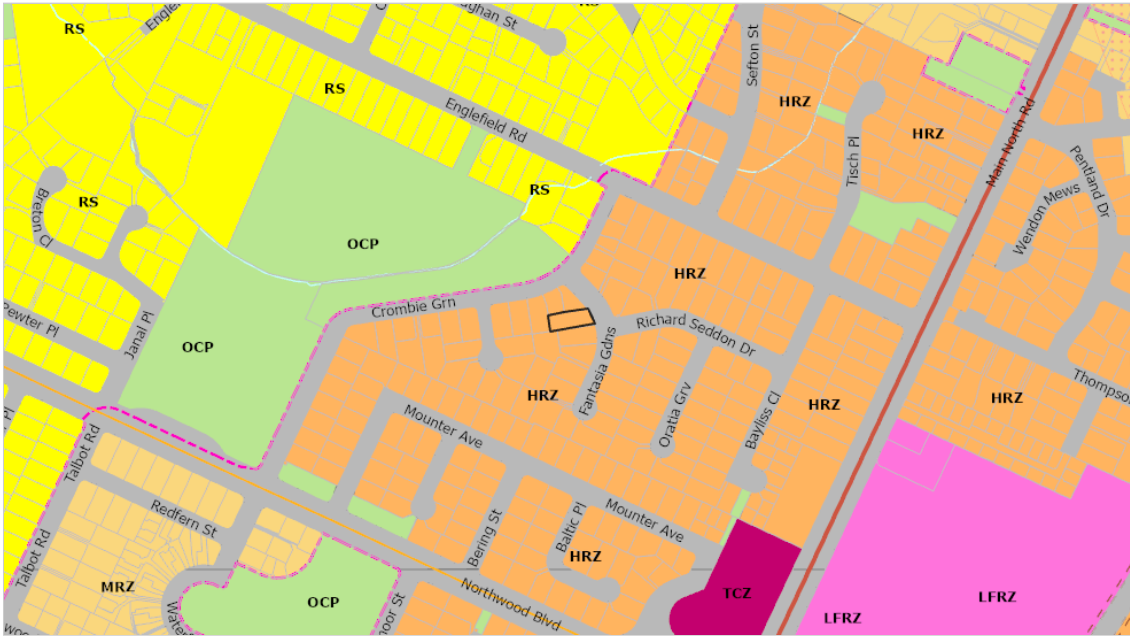 RS
Sefton St
RS
Englefield Rd
HRZ
HRZ
Main North Rd
Tisch Pl
Pentland Dr
RS
RS
Breton Cl
Wendon Mews
OCP
HRZ
Crombie Grn
Pewter Pl
Janal Pl
OCP
Richard Seddon Dr
Fantasia Gdns
Thompson
HRZ
Oratia Grv
Bayliss Cl
HRZ
HRZ
Mounter Ave
Talbot Rd
Redfern St
Bering St
Baltic Pl
Mounter Ave
Talbot Rd
MRZ
HRZ
OCP
Northwood Blvd
TCZ
LFRZ
LFRZ